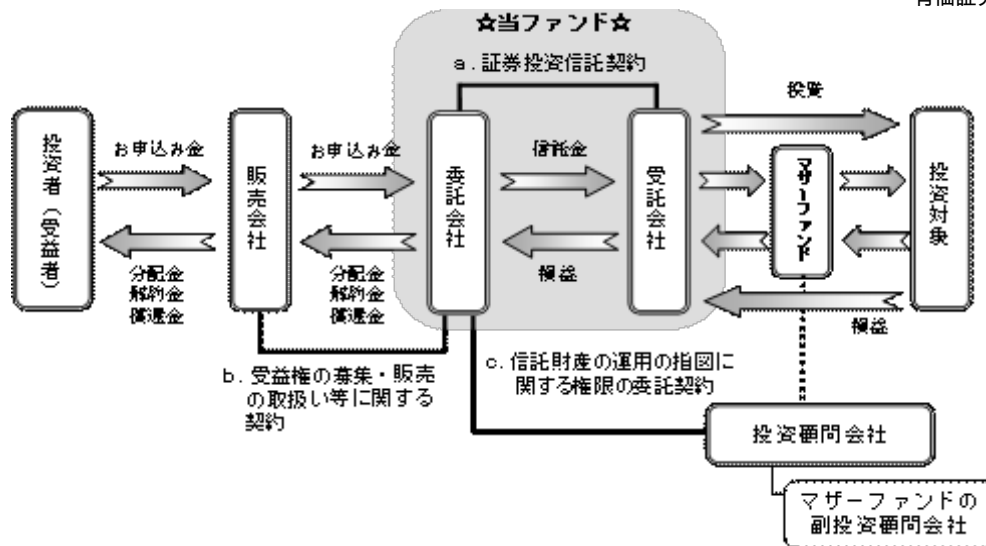 ☆当ファンド☆
a.証券投資信託契約
投資
投資者(受益者)
お申込み金
販売会社
お申込み金
委託会社
信託金
受託会社
マザーファンド
投資対象
分配金
解約金
償還金
分配金
解約金
償還金
損益
損益
b.受益権の募集・販売
の取扱い等に関する
契約
c.信託財産の運用の指図に
関する権限の委託契約
投資顧問会社
マザーファンドの
副投資顧問会社